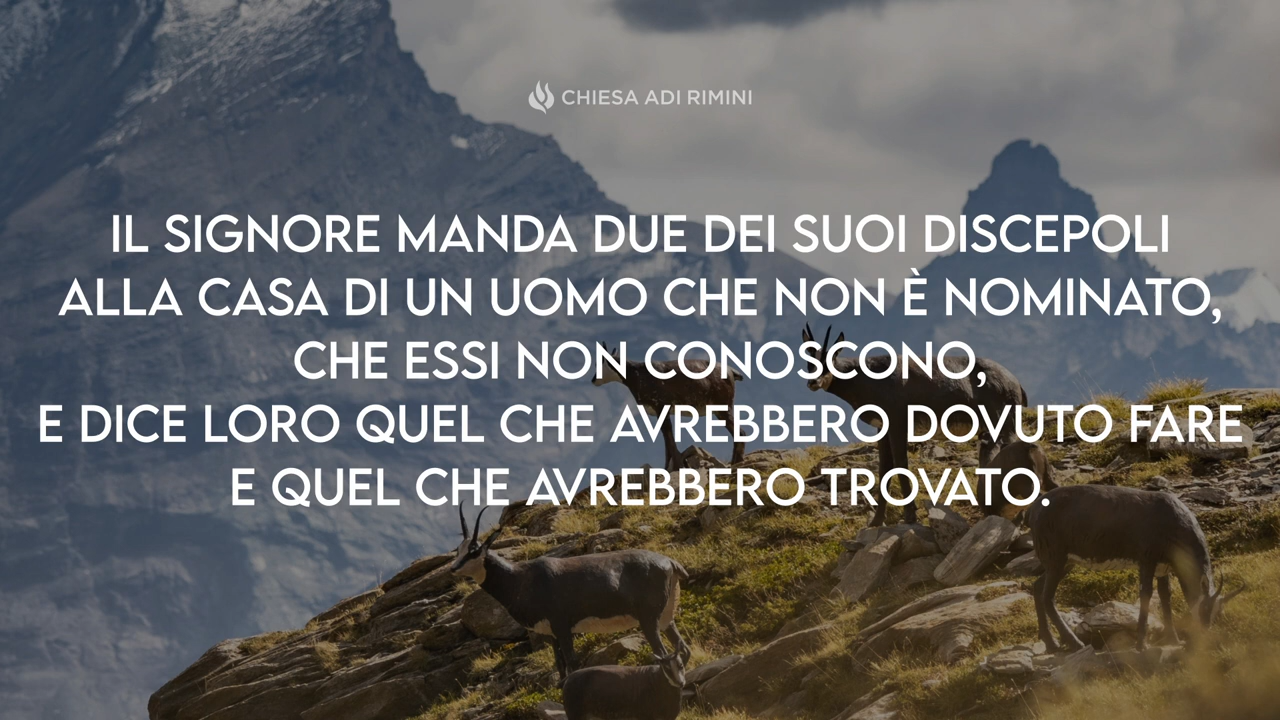 CHIESA ADI RIMINI
IL SIGNORE MANDA DUE DEI SUOI DISCEPOLI
ALLA CASA DI UN UOMO CHE NON È NOMINATO,
CHE ESSI NON CONOSCONO,
E DICE LORO QUEL CHE AVREBBERO DOVUTO FARE
E QUEL CHE AVREBBERO TROVATO.